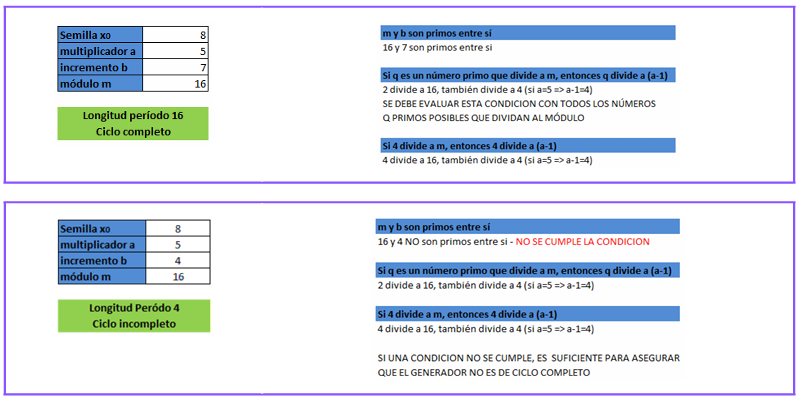 Semilla x0 8
multiplicador a 5
incremento b 7
módulo m 16
Longitud período 16
Ciclo completo
m y b son primos entre sí
16 y 7 son primos entre si
Si q es un número primo que divide a m, entonces q divide a (a-1)
2 divide a 16, también divide a 4 (si a=5 => a-1=4)
SE DEBE EVALUAR ESTA CONDICION CON TODOS LOS NÚMEROS
Q PRIMOS POSIBLES QUE DIVIDAN AL MÓDULO
Si 4 divide a m, entonces 4 divide a (a-1)
4 divide a 16, también divide a 4 (si a=5 => a-1=4)
Semilla x0 8
multiplicador a 5
incremento b 4
módulo m 16
Longitud Peródo 4
Ciclo incompleto
m y b son primos entre sí
16 y 4 NO son primos entre si - NO SE CUMPLE LA CONDICION
Si q es un número primo que divide a m, entonces q divide a (a-1)
2 divide a 16, también divide a 4 (si a=5 => a-1=4)
Si 4 divide a m, entonces 4 divide a (a-1)
4 divide a 16, también divide a 4 (si a=5 => a-1=4)
SI UNA CONDICION NO SE CUMPLE, ES SUFICIENTE PARA ASEGURAR
QUE EL GENERADOR NO ES DE CICLO COMPLETO